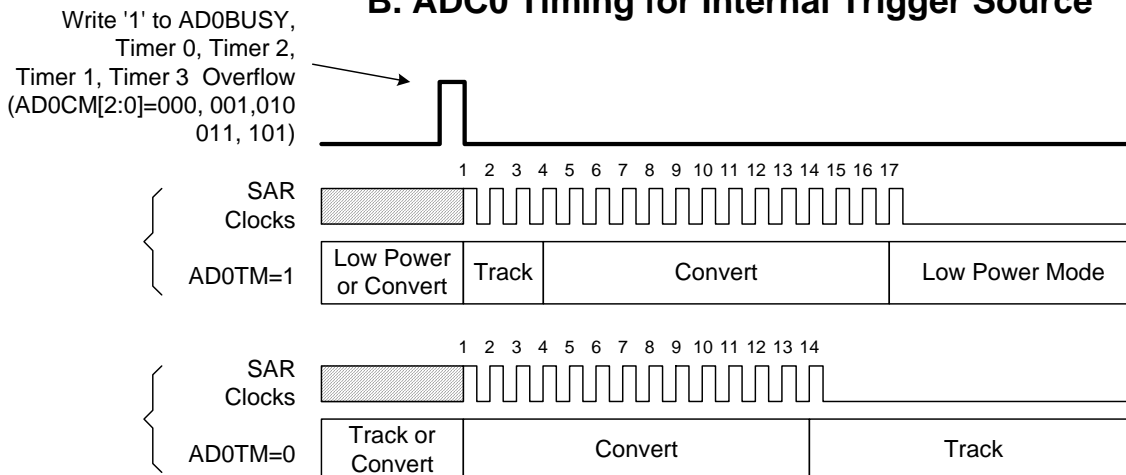 B. ADC0 Timing for Internal Trigger Source
Write '1' to AD0BUSY,
Timer 0, Timer 2,
Timer 1, Timer 3 Overflow
(AD0CM[2:0]=000, 001,010
011, 101)
1 2 3 4 5 6 7 8 9 10 11 12 13 14 15 16 17
SAR
Clocks
AD0TM=1
Low Power
or Convert
Track
Convert
Low Power Mode
1 2 3 4 5 6 7 8 9 10 11 12 13 14
SAR
Clocks
AD0TM=0
Track or
Convert
Convert
Track